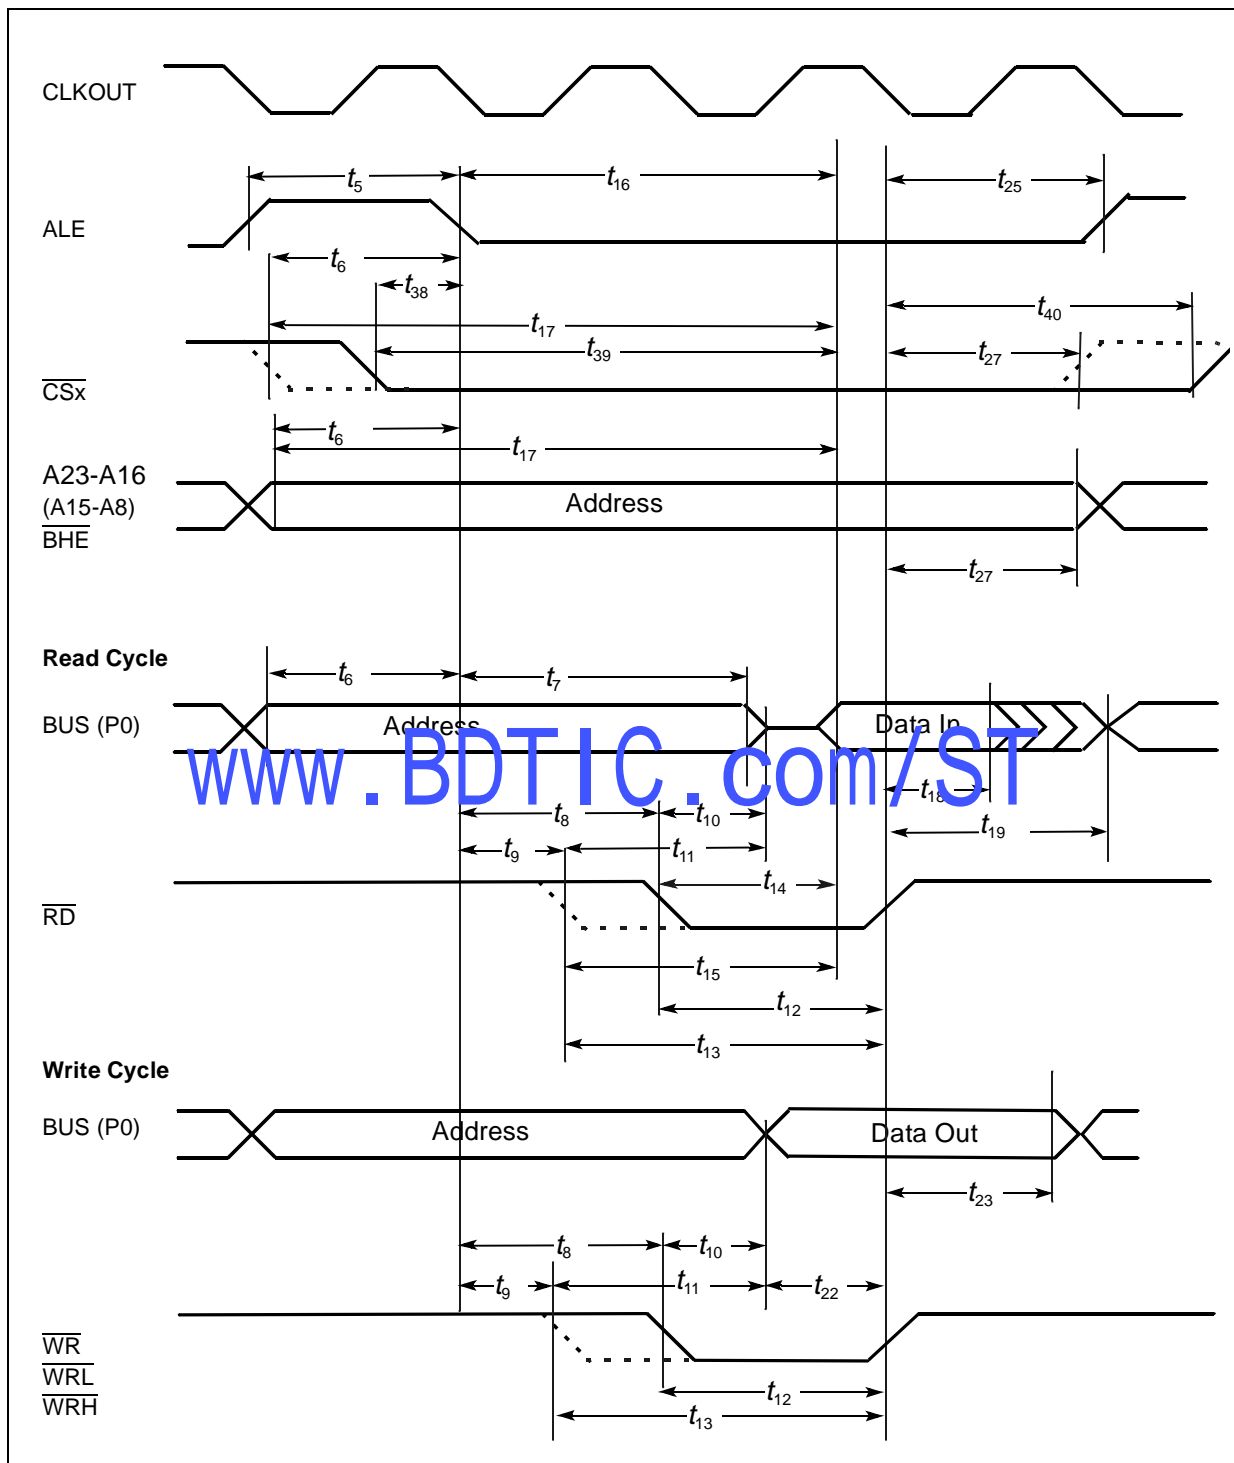 CLKOUT
t5
t16
t25
ALE
t6
t38
t40
t17
t39
t27
CSx
t6
t17
A23-A16
(A15-A8)
BHE
Address
t27
Read Cycle
t6
t7
BUS (P0)
Address
Data In
www.BDTIC.com/ST
t18
t8
t10
t19
t9
t11
t14
RD
t15
t12
t13
Write Cycle
BUS (P0)
Address
Data Out
t23
t8
t10
t9
t11
t22
WR
WRL
WRH
t12
t13